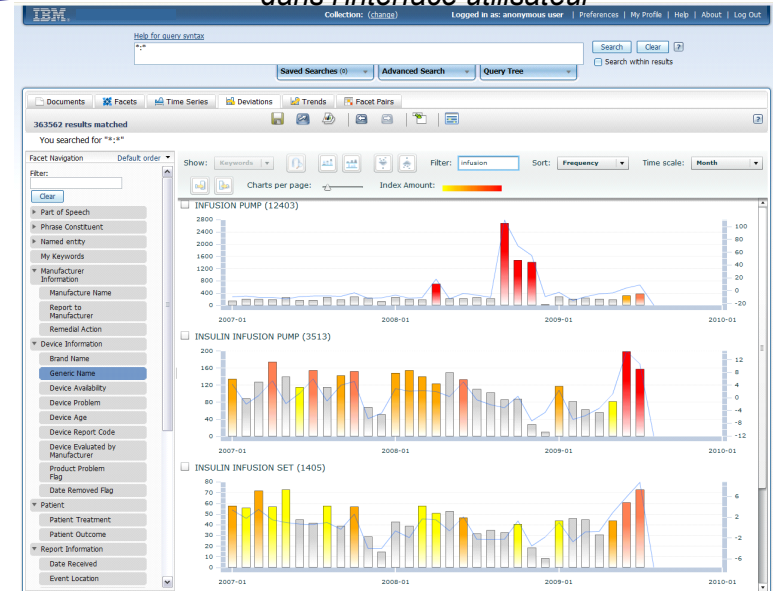 dans l'interface utilisateur
IBM. Collection: (change) Logged in as: anonymous user | Preferences | My Profile | Help | About | Log Out
Help for query syntax
*:*
Search Clear ?
Search within results
Saved Searches (0) Advanced Search Query Tree
Documents Facets Time Series Deviations Trends Facet Pairs
363562 results matched ?
You searched for "*:*"
Facet Navigation Default order
Filter:
Clear
Part of Speech
Phrase Constituent
Named entity
My Keywords
Manufacturer
Information
Manufacture Name
Report to
Manufacturer
Remedial Action
Device Information
Brand Name
Generic Name
Device Availability
Device Problem
Device Age
Device Report Code
Device Evaluated by
Manufacturer
Product Problem
Flag
Date Removed Flag
Patient
Patient Treatment
Patient Outcome
Report Information
Date Received
Event Location
Show: Keywords Filter: infusion Sort: Frequency Time scale: Month
Charts per page: Index Amount:
INFUSION PUMP (12403)
2800
2400
2000
1600
1200
800
400
0
100
80
60
40
20
0
-20
2007-01 2008-01 2009-01 2010-01
INSULIN INFUSION PUMP (3513)
200
160
120
80
40
0
12
8
4
0
-4
-8
-12
2007-01 2008-01 2009-01 2010-01
INSULIN INFUSION SET (1405)
80
70
60
50
40
30
20
10
0
6
2
-2
-6
2007-01 2008-01 2009-01 2010-01